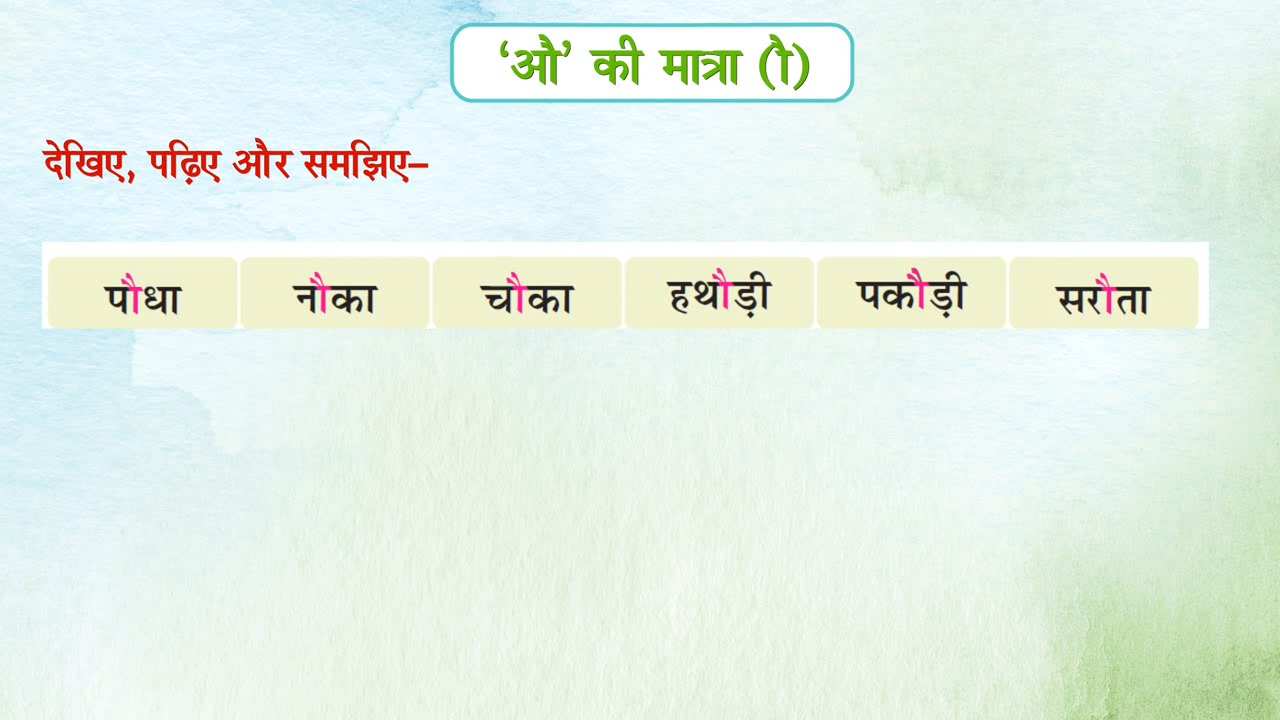 ‘औ’ की मात्रा (ौ)
देखिए, पढ़िए और समझिए–
पौधा नौका चौका हथौड़ी पकौड़ी सरौता